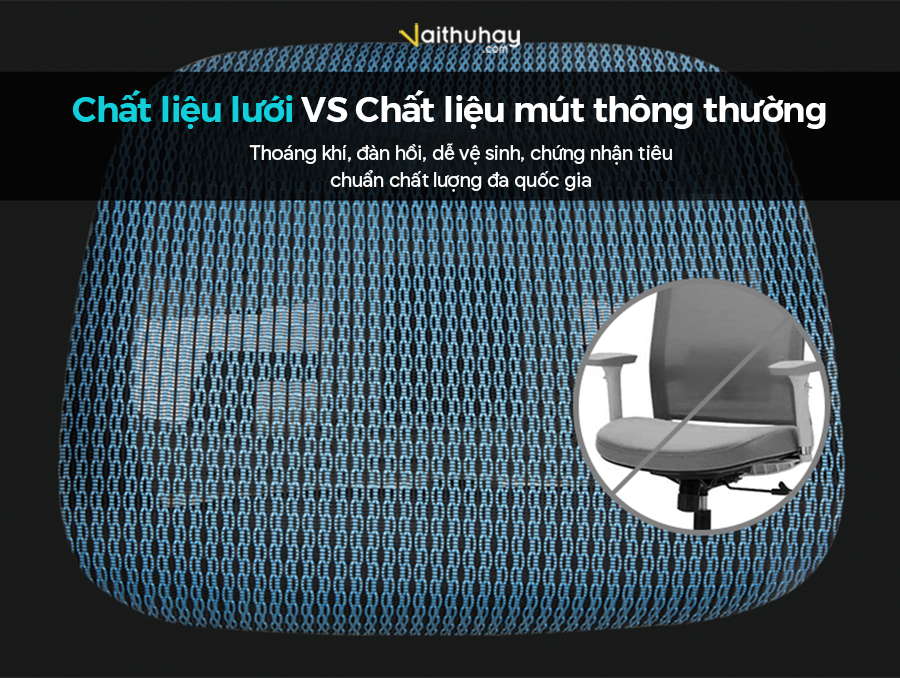 Vaithuhay
.com
Chất liệu lưới VS Chất liệu mút thông thường
Thoáng khí, đàn hồi, dễ vệ sinh, chứng nhận tiêu
chuẩn chất lượng đa quốc gia